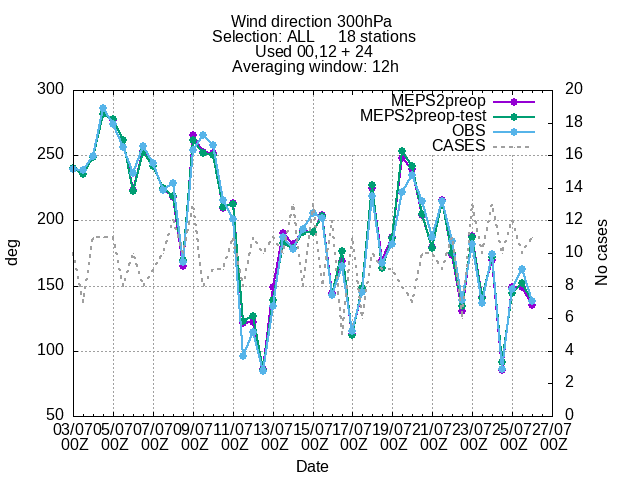 Wind direction 300hPa
Selection: ALL 18 stations
Used 00,12 + 24
Averaging window: 12h
MEPS2preop
MEPS2preop-test
OBS
CASES
300
250
200
150
100
50
deg
20
18
16
14
12
10
8
6
4
2
0
No cases
03/07 05/07 07/07 09/07 11/07 13/07 15/07 17/07 19/07 21/07 23/07 25/07 27/07
00Z 00Z 00Z 00Z 00Z 00Z 00Z 00Z 00Z 00Z 00Z 00Z 00Z
Date